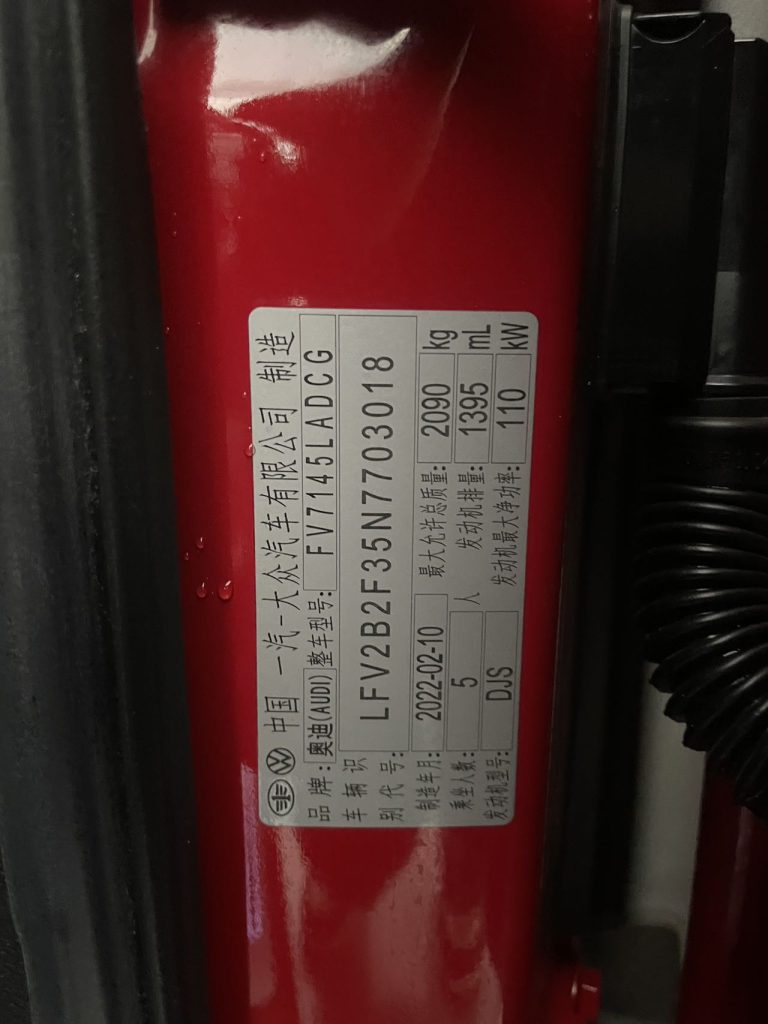 中国 一汽-大众汽车有限公司 制造
品牌: 奥迪(AUDI) 整车型号: FV7145LADCG
车辆识别代号: LFV2B2F35N7703018
制造年月: 2022-02-10 最大允许总质量: 2090 kg
乘坐人数: 5 人 发动机排量: 1395 mL
发动机型号: DJS 发动机最大净功率: 110 kW